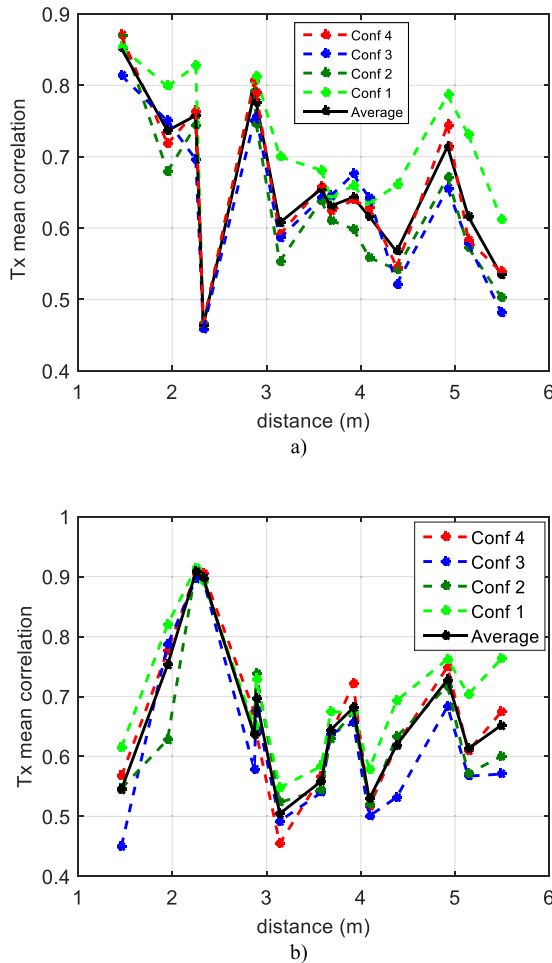 0.9
0.8
0.7
0.6
0.5
0.4
Tx mean correlation
Conf 4
Conf 3
Conf 2
Conf 1
Average
1 2 3 4 5 6
distance (m)
a)
1
0.9
0.8
0.7
0.6
0.5
0.4
Tx mean correlation
Conf 4
Conf 3
Conf 2
Conf 1
Average
1 2 3 4 5 6
distance (m)
b)